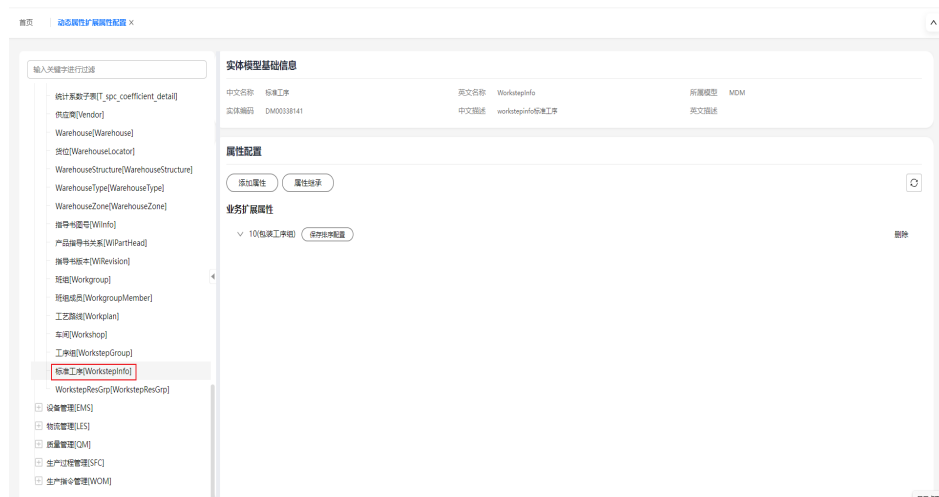 首页 动态属性扩展属性配置 ×
输入关键字进行过滤
统计系数子表[T_spc_coefficient_detail]
供应商[Vendor]
Warehouse[Warehouse]
货位[WarehouseLocator]
WarehouseStructure[WarehouseStructure]
WarehouseType[WarehouseType]
WarehouseZone[WarehouseZone]
指导书图号[WiInfo]
产品指导书关系[WiPartHead]
指导书版本[WiRevision]
班组[Workgroup]
班组成员[WorkgroupMember]
工艺路线[Workplan]
车间[Workshop]
工序组[WorkstepGroup]
标准工序[WorkstepInfo]
WorkstepResGrp[WorkstepResGrp]
设备管理[EMS]
物流管理[LES]
质量管理[QM]
生产过程管理[SFC]
生产指令管理[WOM]
实体模型基础信息
中文名称 标准工序 英文名称 WorkstepInfo 所属模型 MDM
实体编码 DM00338141 中文描述 workstepinfo标准工序 英文描述
属性配置
添加属性 属性继承
业务扩展属性
10(包装工序组) 保存排序配置 删除